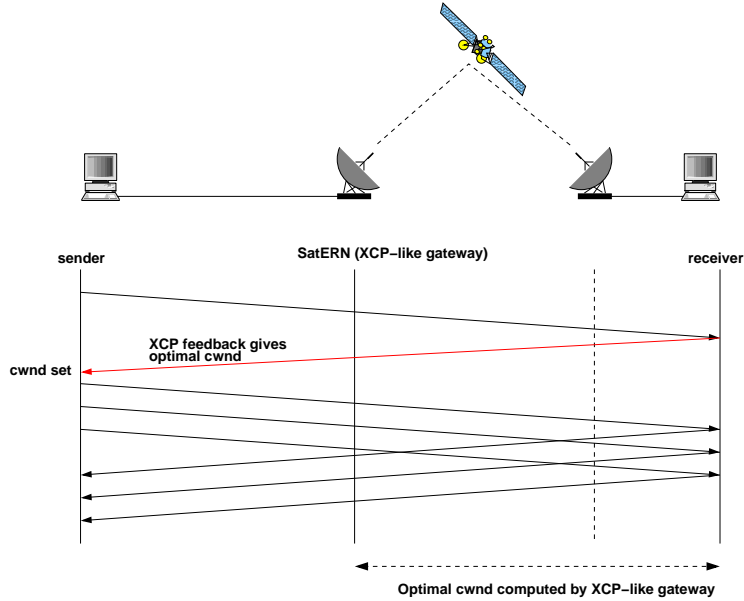 sender
SatERN (XCP−like gateway)
receiver
XCP feedback gives
optimal cwnd
cwnd set
Optimal cwnd computed by XCP−like gateway